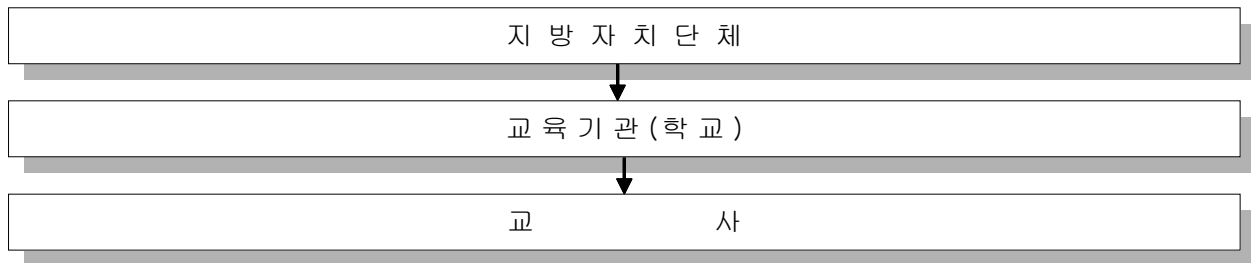 지 방 자 치 단 체
교 육 기 관 (학 교 )
교 사